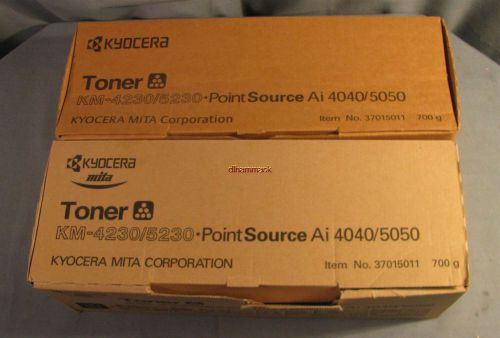 KYOCERA
Toner
KM-4230/5230·PointSource Ai 4040/5050
KYOCERA MITA Corporation Item No. 37015011 700 g
KYOCERA
mita
Toner
KM-4230/5230·PointSource Ai 4040/5050
KYOCERA MITA CORPORATION Item No. 37015011 700 g
Toner